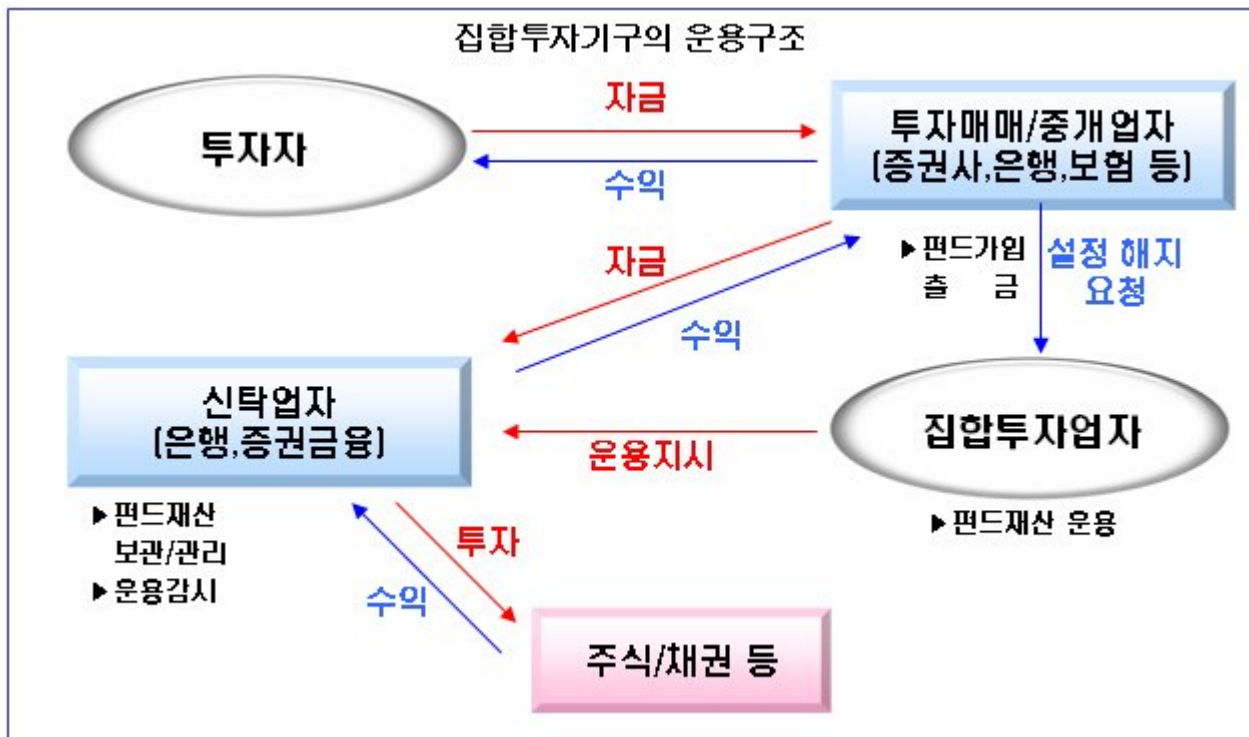 집합투자기구의 운용구조
투자자
자금
수익
투자매매/중개업자
(증권사,은행,보험 등)
자금
수익
▶펀드가입
출 금
설정 해지
요청
신탁업자
(은행,증권금융)
운용지시
집합투자업자
▶펀드재산
보관/관리
▶운용감시
투자
수익
▶펀드재산 운용
주식/채권 등